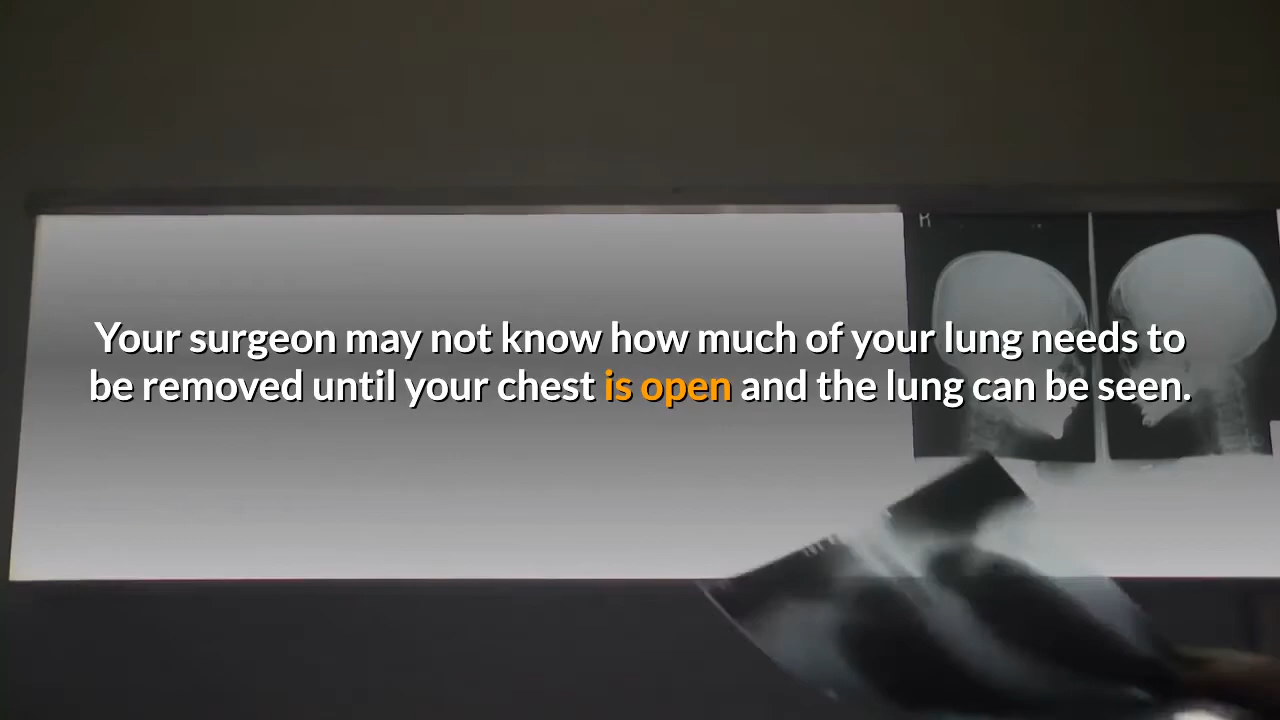 R
Your surgeon may not know how much of your lung needs to
be removed until your chest is open and the lung can be seen.